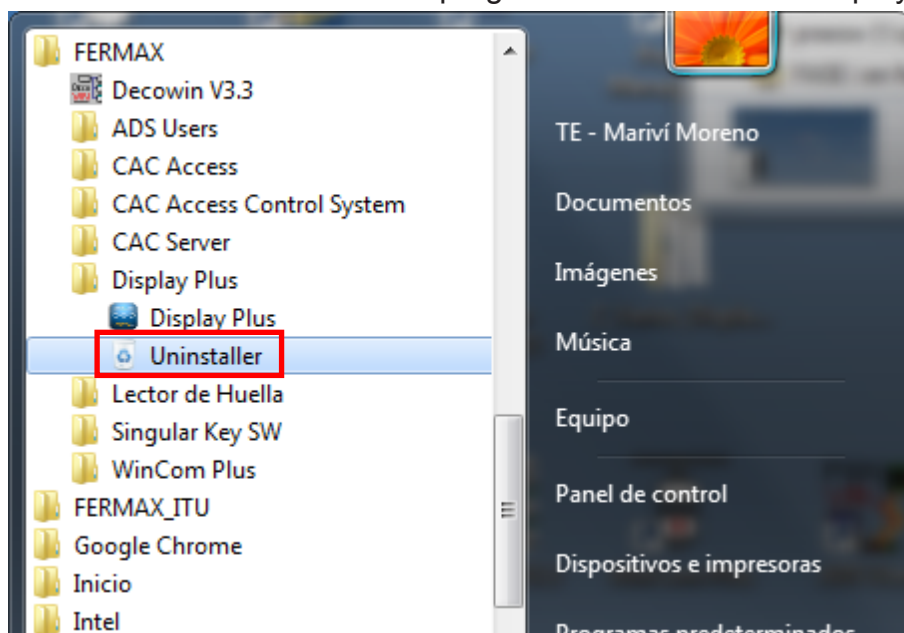 FERMAX
Decowin V3.3
ADS Users
CAC Access
CAC Access Control System
CAC Server
Display Plus
Display Plus
Uninstaller
Lector de Huella
Singular Key SW
WinCom Plus
FERMAX_ITU
Google Chrome
Inicio
Intel
TE - Mariví Moreno
Documentos
Imágenes
Música
Equipo
Panel de control
Dispositivos e impresoras
Programas predeterminados